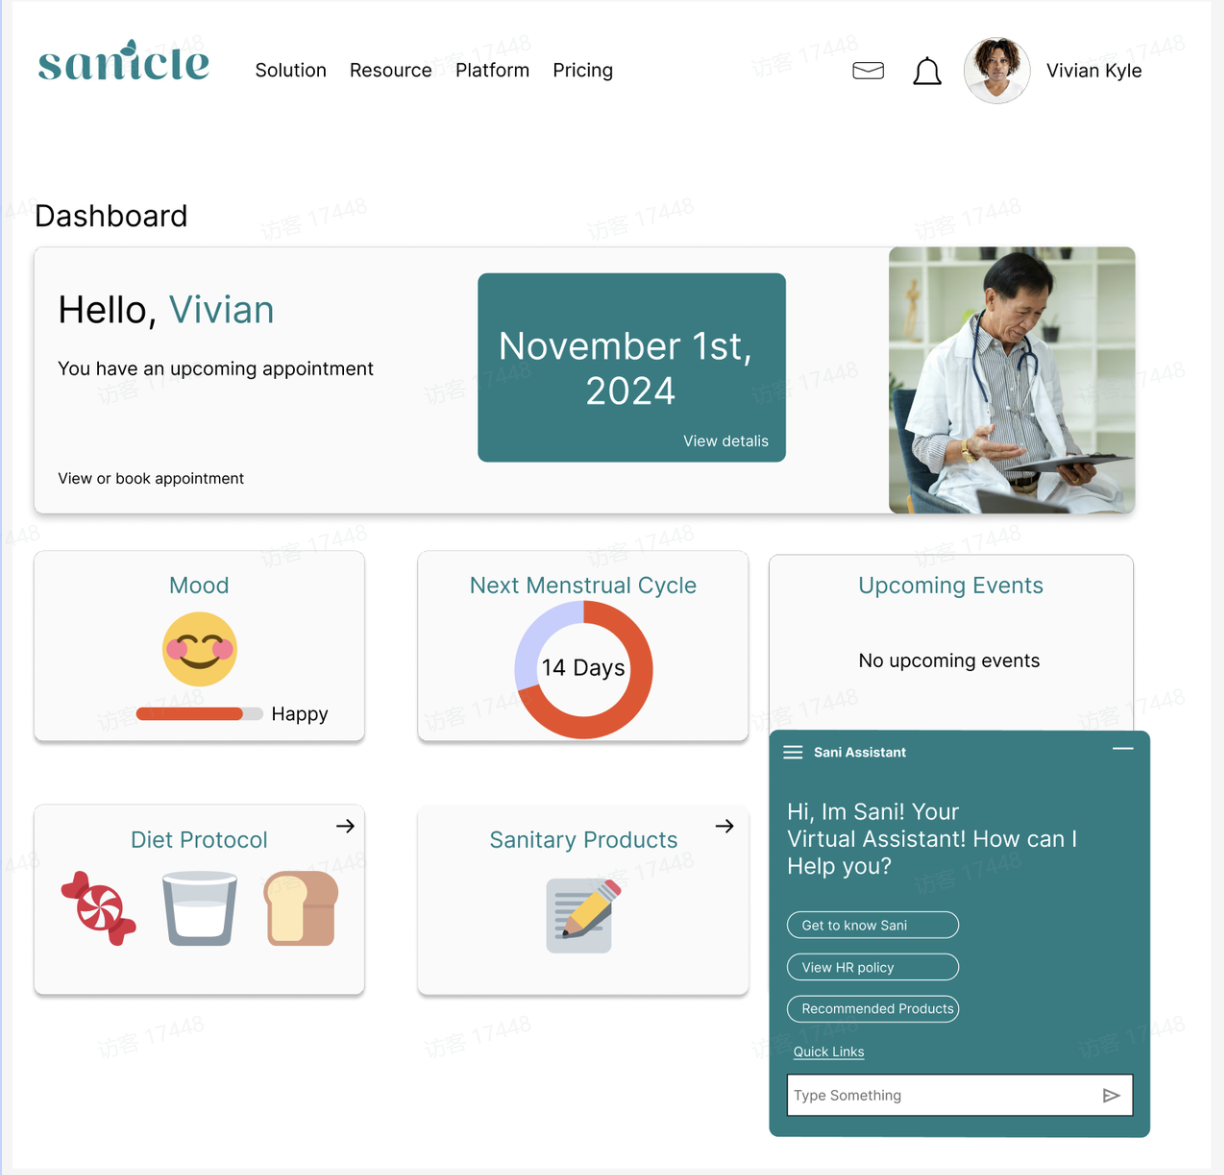 sanicle
Solution Resource Platform Pricing
Vivian Kyle
Dashboard
Hello, Vivian
You have an upcoming appointment
View or book appointment
November 1st,
2024
View detalis
Mood
Happy
Next Menstrual Cycle
14 Days
Upcoming Events
No upcoming events
Diet Protocol
Sanitary Products
Sani Assistant
Hi, Im Sani! Your
Virtual Assistant! How can I
Help you?
Get to know Sani
View HR policy
Recommended Products
Quick Links
Type Something
访客 17448